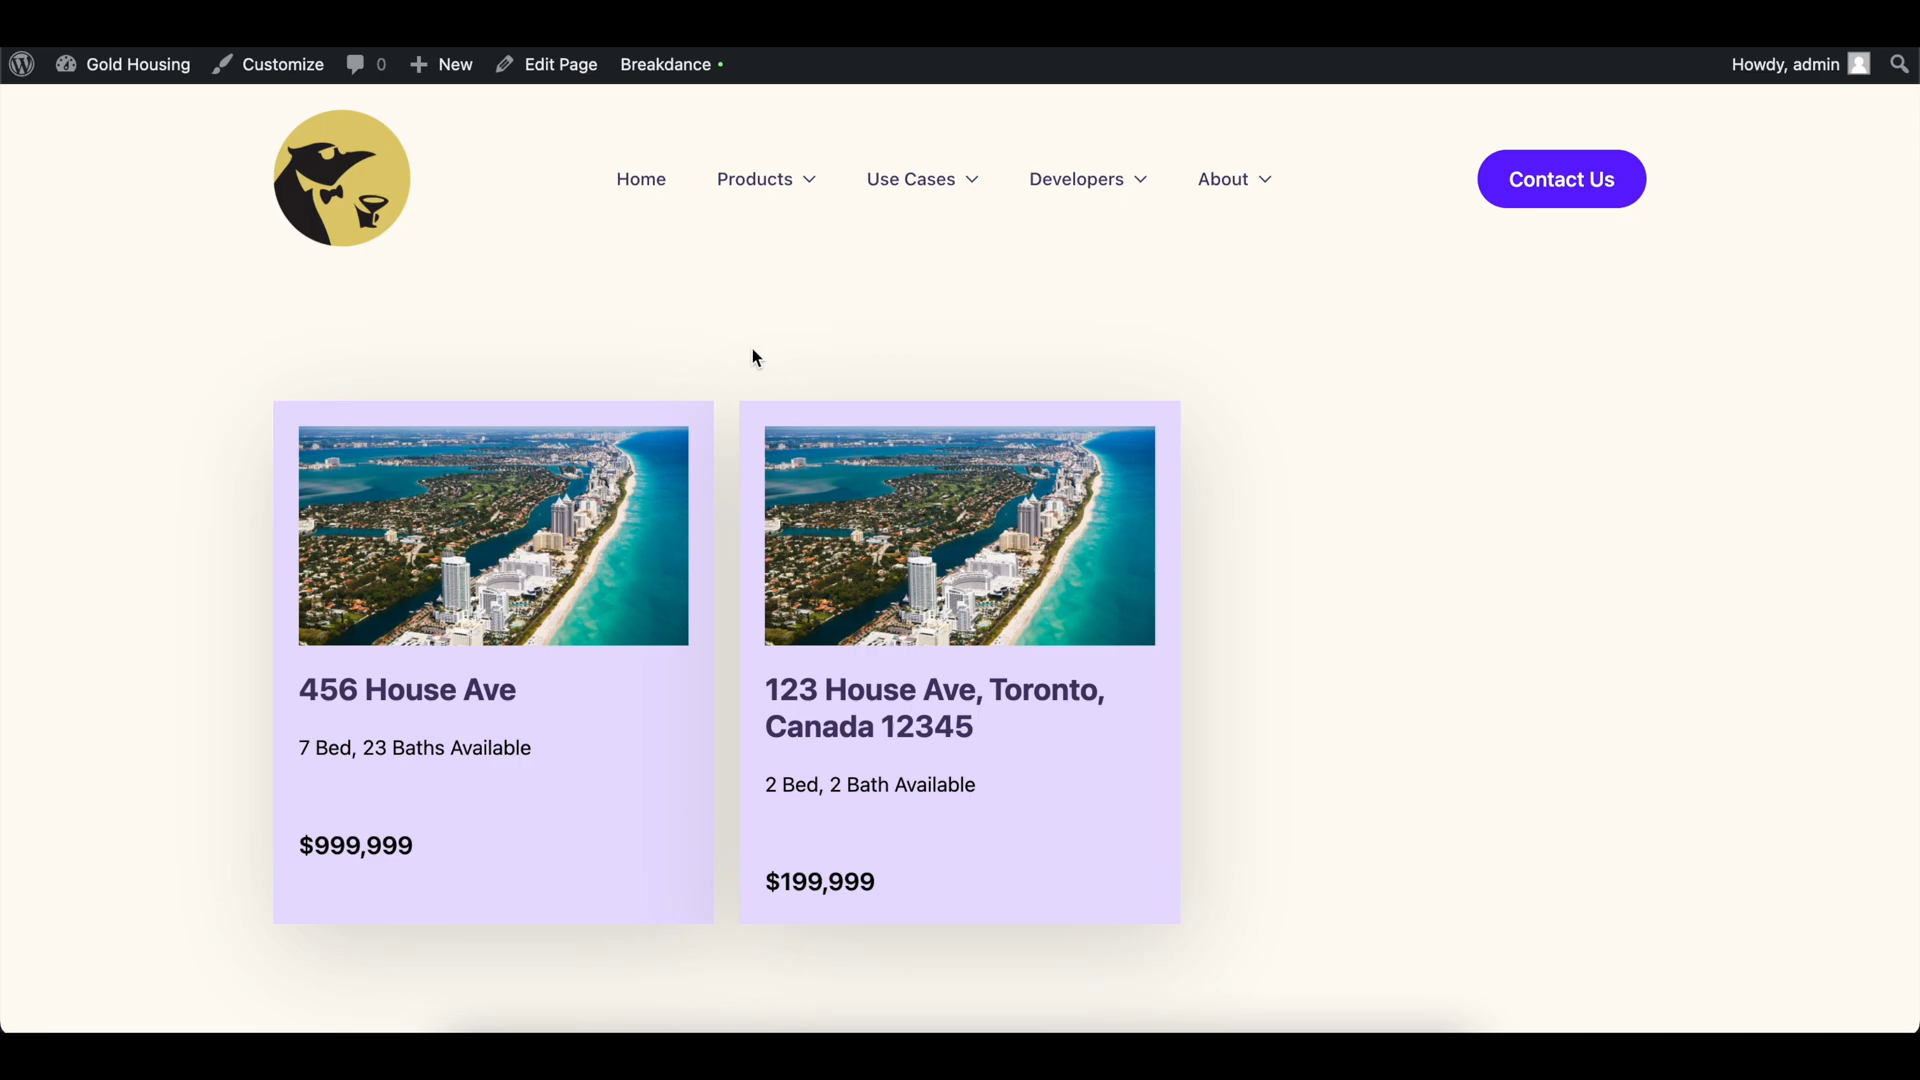 Gold Housing Customize 0 New Edit Page Breakdance Howdy, admin
Home Products Use Cases Developers About Contact Us
456 House Ave
7 Bed, 23 Baths Available
$999,999
123 House Ave, Toronto,
Canada 12345
2 Bed, 2 Bath Available
$199,999